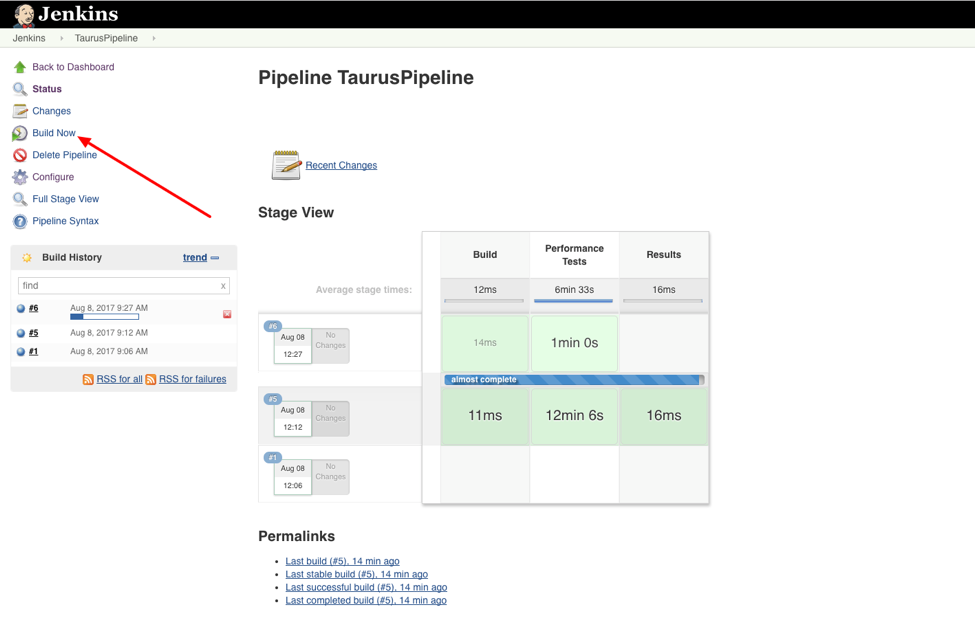 Jenkins
Jenkins
TaurusPipeline
Back to Dashboard
Status
Changes
Build Now
Delete Pipeline
Configure
Full Stage View
Pipeline Syntax
Build History
trend
find
x
#6
Aug 8, 2017 9:27 AM
#5
Aug 8, 2017 9:12 AM
#1
Aug 8, 2017 9:06 AM
RSS for all
RSS for failures
Pipeline TaurusPipeline
Recent Changes
Stage View
Build
Performance
Tests
Results
Average stage times:
12ms
6min 33s
16ms
#6
Aug 08
12:27
No
Changes
14ms
1min 0s
almost complete
#5
Aug 08
12:12
No
Changes
11ms
12min 6s
16ms
#1
Aug 08
12:06
No
Changes
Permalinks
Last build (#5), 14 min ago
Last stable build (#5), 14 min ago
Last successful build (#5), 14 min ago
Last completed build (#5), 14 min ago